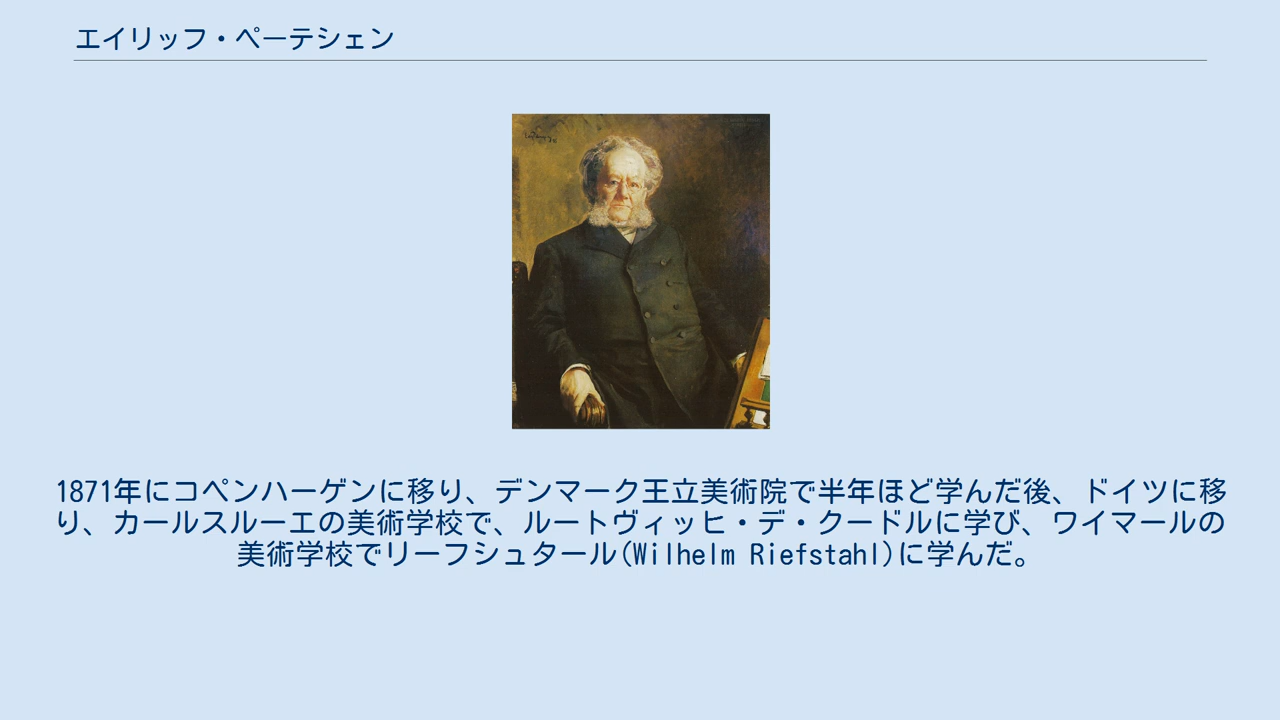 エイリッフ・ペーテシェン
1871年にコペンハーゲンに移り、デンマーク王立美術院で半年ほど学んだ後、ドイツに移
り、カールスルーエの美術学校で、ルートヴィッヒ・デ・クードルに学び、ワイマールの
美術学校でリーフシュタール(Wilhelm Riefstahl)に学んだ。